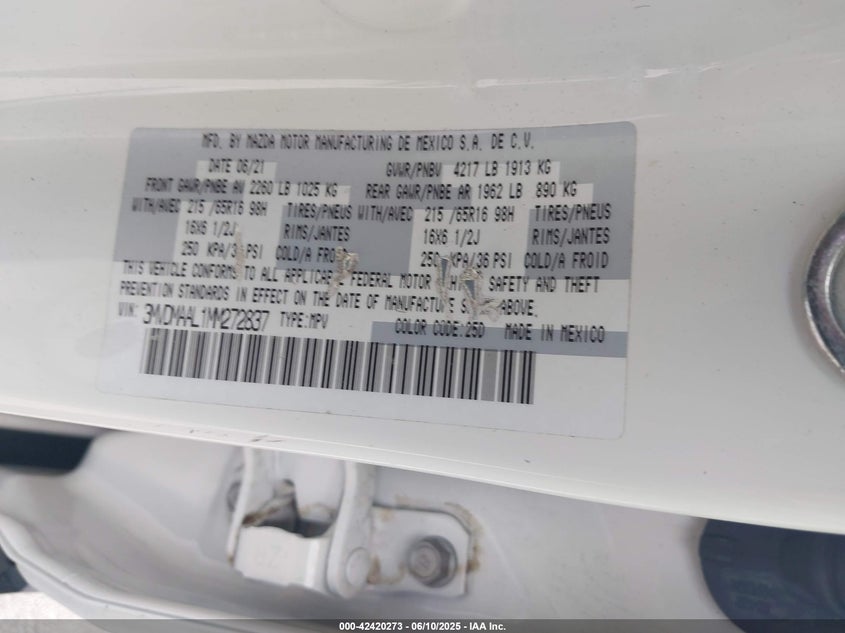 MFD. BY MAZDA MOTOR MANUFACTURING DE MEXICO S.A. DE C.V.
DATE 06/21 GVWR/PNBV 4217 LB 1913 KG
FRONT GAWR/PNBE AV 2260 LB 1025 KG REAR GAWR/PNBE AR 1962 LB 890 KG
WITH/AVEC 215 /65R16 98H TIRES/PNEUS WITH/AVEC 215 /65R16 98H TIRES/PNEUS
16X6 1/2J RIMS/JANTES 16X6 1/2J RIMS/JANTES
250 KPA/36 PSI COLD/A FROID 250 KPA/36 PSI COLD/A FROID
THIS VEHICLE CONFORMS TO ALL APPLICABLE FEDERAL MOTOR SAFETY AND THEFT
PREVENTION STANDARDS IN EFFECT ON THE DATE OF MANUFACTURE ABOVE.
VIN: 3MVDMAAL1MM272837 TYPE:MPV COLOR CODE:25D MADE IN MEXICO
000-42420273 - 06/10/2025 - IAA Inc.